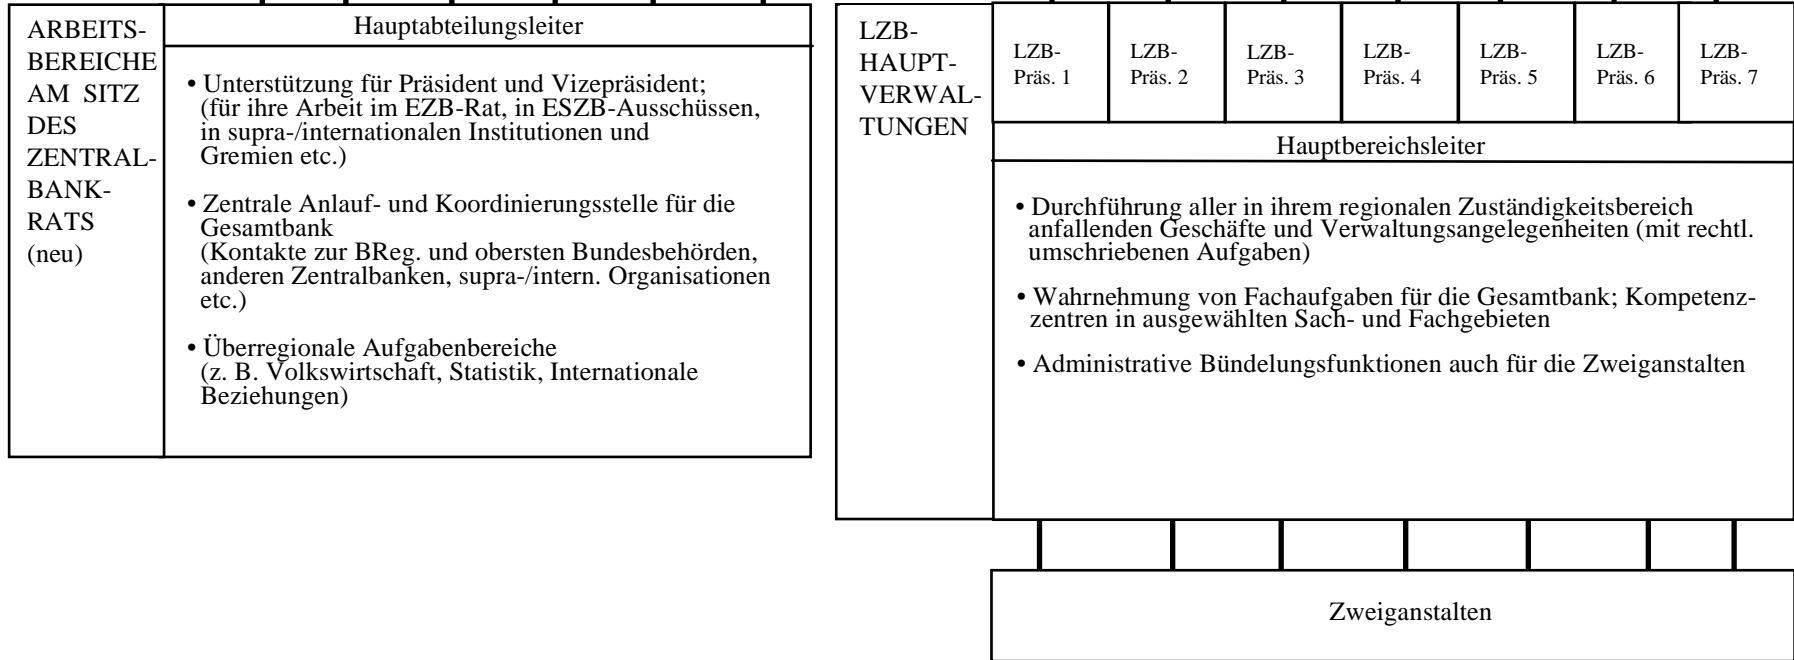 ARBEITS-
BEREICHE
AM SITZ
DES
ZENTRAL-
BANK-
RATS
(neu)
Hauptabteilungsleiter
• Unterstützung für Präsident und Vizepräsident;
(für ihre Arbeit im EZB-Rat, in ESZB-Ausschüssen,
in supra-/internationalen Institutionen und
Gremien etc.)
• Zentrale Anlauf- und Koordinierungsstelle für die
Gesamtbank
(Kontakte zur BReg. und obersten Bundesbehörden,
anderen Zentralbanken, supra-/intern. Organisationen
etc.)
• Überregionale Aufgabenbereiche
(z. B. Volkswirtschaft, Statistik, Internationale
Beziehungen)
LZB-
HAUPT-
VERWAL-
TUNGEN
LZB-
Präs. 1
LZB-
Präs. 2
LZB-
Präs. 3
LZB-
Präs. 4
LZB-
Präs. 5
LZB-
Präs. 6
LZB-
Präs. 7
Hauptbereichsleiter
• Durchführung aller in ihrem regionalen Zuständigkeitsbereich
anfallenden Geschäfte und Verwaltungsangelegenheiten (mit rechtl.
umschriebenen Aufgaben)
• Wahrnehmung von Fachaufgaben für die Gesamtbank; Kompetenz-
zentren in ausgewählten Sach- und Fachgebieten
• Administrative Bündelungsfunktionen auch für die Zweiganstalten
Zweiganstalten